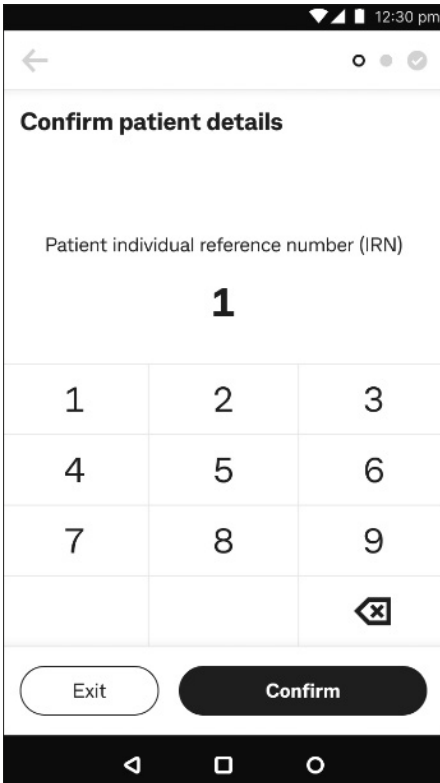 12:30 pm
Confirm patient details
Patient individual reference number (IRN)
1
1 2 3
4 5 6
7 8 9
Exit Confirm